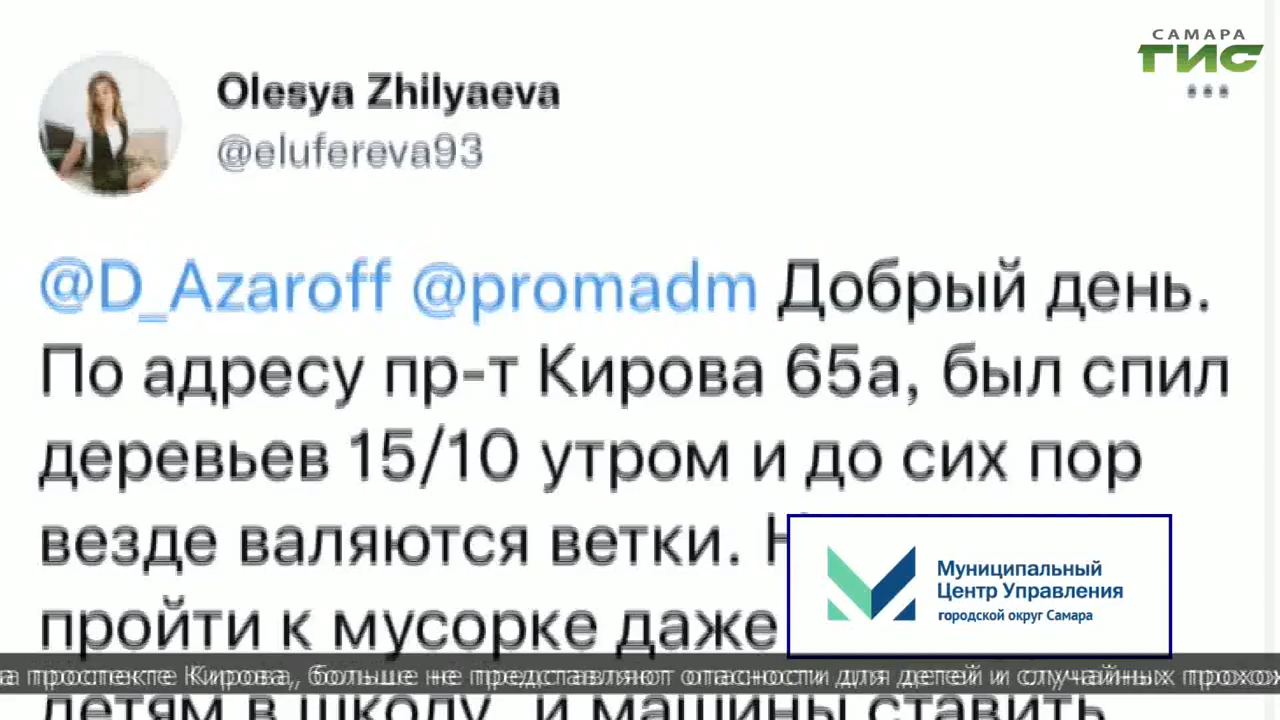 САМАРА
ГИС
Olesya Zhilyaeva
@elufereva93
@D_Azaroff @promadm Добрый день.
По адресу пр-т Кирова 65а, был спил
деревьев 15/10 утром и до сих пор
везде валяются ветки. Н
пройти к мусорке даже
Муниципальный
Центр Управления
городской округ Самара
а проспекте Кирова, больше не представляют опасности для детей и случайных прохо
детям в школу, и машины ставить